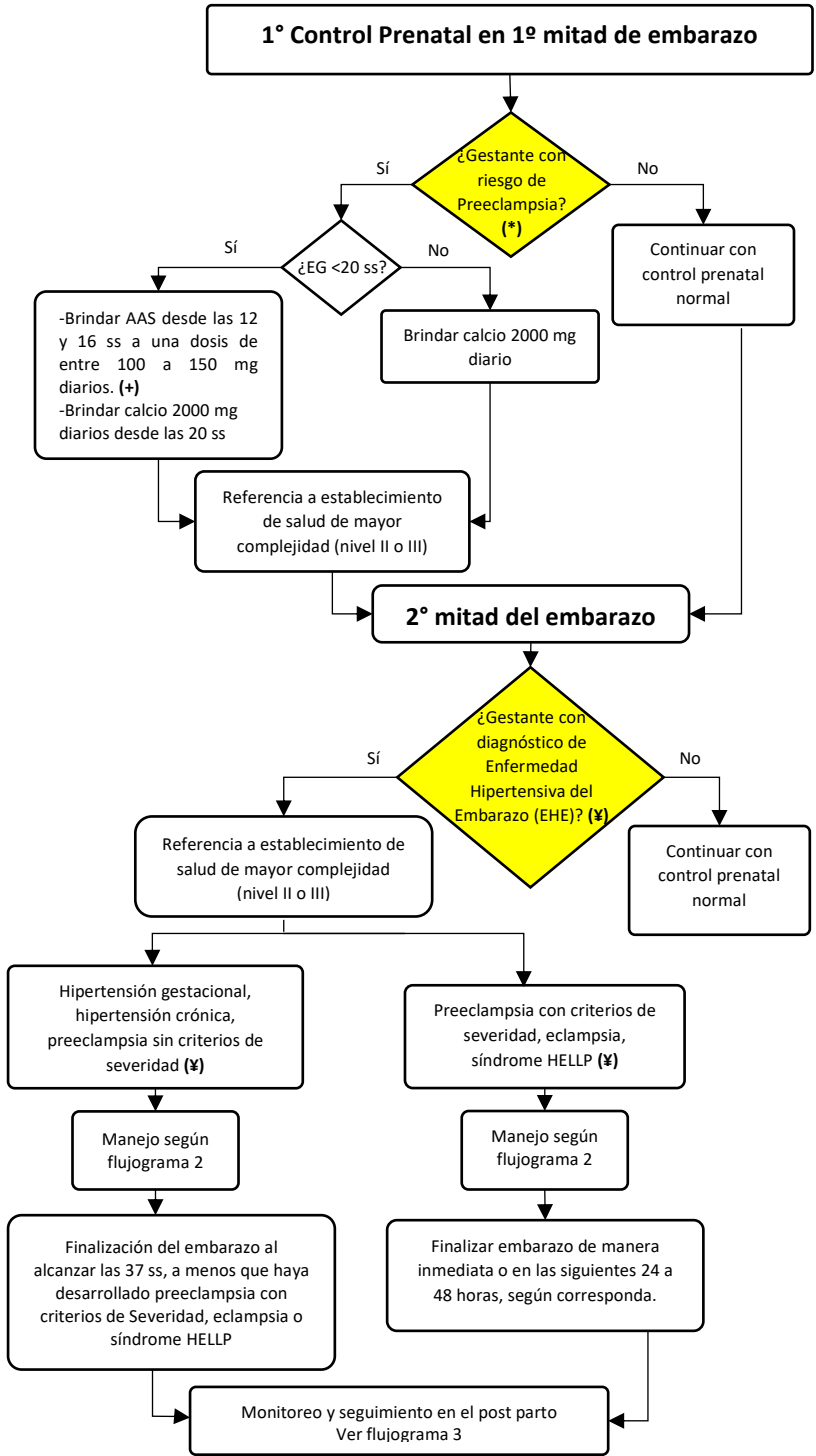 1° Control Prenatal en 1º mitad de embarazo
¿Gestante con
riesgo de
Preeclampsia?
(*)
Sí
No
¿EG <20 ss?
Sí
No
Continuar con
control prenatal
normal
-Brindar AAS desde las 12
y 16 ss a una dosis de
entre 100 a 150 mg
diarios. (+)
-Brindar calcio 2000 mg
diarios desde las 20 ss
Brindar calcio 2000 mg
diario
Referencia a establecimiento
de salud de mayor
complejidad (nivel II o III)
2° mitad del embarazo
¿Gestante con
diagnóstico de
Enfermedad
Hipertensiva del
Embarazo (EHE)? (¥)
Sí
No
Referencia a establecimiento de
salud de mayor complejidad
(nivel II o III)
Continuar con
control prenatal
normal
Hipertensión gestacional,
hipertensión crónica,
preeclampsia sin criterios de
severidad (¥)
Preeclampsia con criterios de
severidad, eclampsia,
síndrome HELLP (¥)
Manejo según
flujograma 2
Manejo según
flujograma 2
Finalización del embarazo al
alcanzar las 37 ss, a menos que haya
desarrollado preeclampsia con
criterios de Severidad, eclampsia o
síndrome HELLP
Finalizar embarazo de manera
inmediata o en las siguientes 24 a
48 horas, según corresponda.
Monitoreo y seguimiento en el post parto
Ver flujograma 3